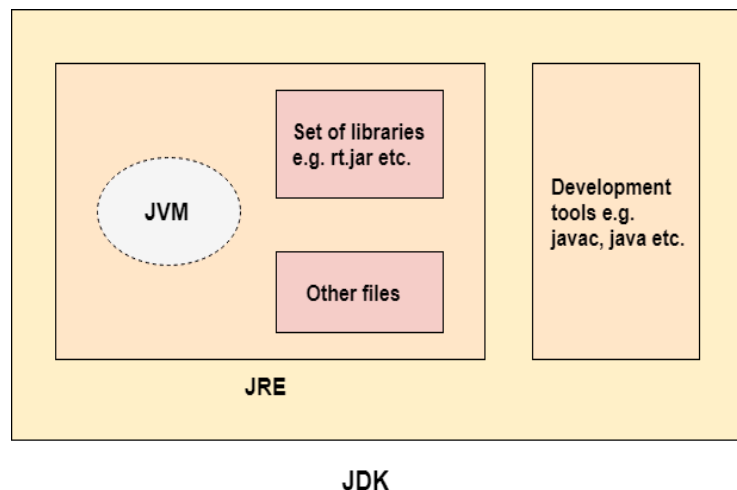 Set of libraries
e.g. rt.jar etc.
JVM
Other files
Development
tools e.g.
javac, java etc.
JRE
JDK